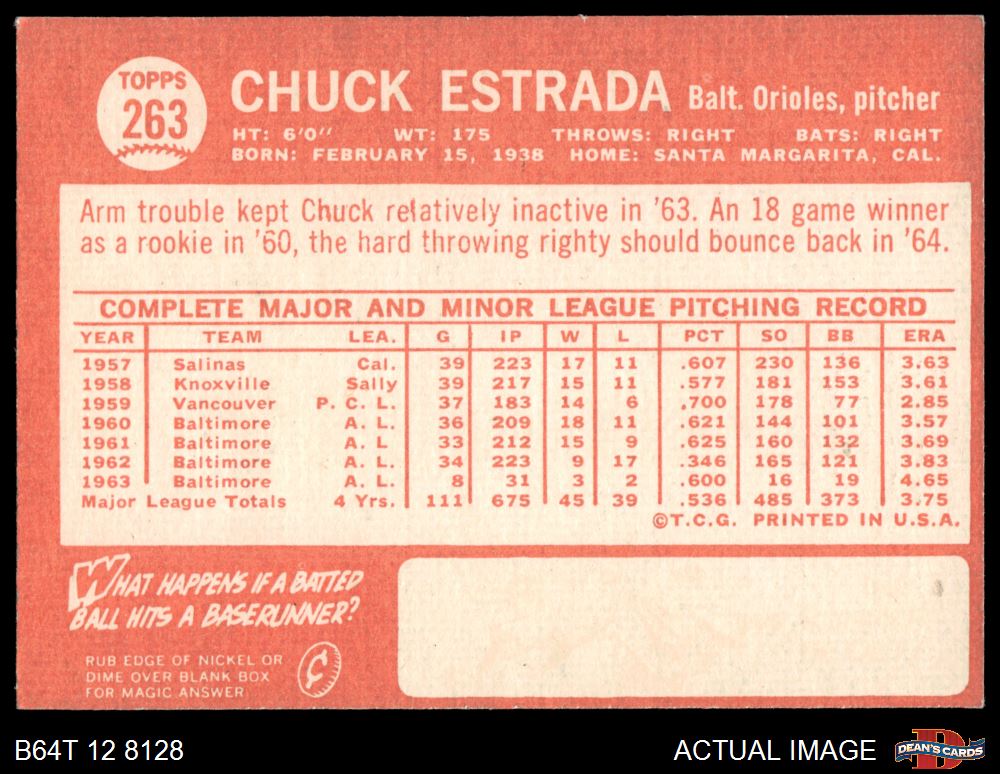 TOPPS
263
CHUCK ESTRADA Balt. Orioles, pitcher
HT: 6'0" WT: 175 THROWS: RIGHT BATS: RIGHT
BORN: FEBRUARY 15, 1938 HOME: SANTA MARGARITA, CAL.
Arm trouble kept Chuck relatively inactive in '63. An 18 game winner
as a rookie in '60, the hard throwing righty should bounce back in '64.
COMPLETE MAJOR AND MINOR LEAGUE PITCHING RECORD
YEAR TEAM LEA. G IP W L PCT SO BB ERA
1957 Salinas Cal. 39 223 17 11 .607 230 136 3.63
1958 Knoxville Sally 39 217 15 11 .577 181 153 3.61
1959 Vancouver P. C. L. 37 183 14 6 .700 178 77 2.85
1960 Baltimore A. L. 36 209 18 11 .621 144 101 3.57
1961 Baltimore A. L. 33 212 15 9 .625 160 132 3.69
1962 Baltimore A. L. 34 223 9 17 .346 165 121 3.83
1963 Baltimore A. L. 8 31 3 2 .600 16 19 4.65
Major League Totals 4 Yrs. 111 675 45 39 .536 485 373 3.75
©T.C.G. PRINTED IN U.S.A.
WHAT HAPPENS IF A BATTED
BALL HITS A BASERUNNER?
RUB EDGE OF NICKEL OR
DIME OVER BLANK BOX
FOR MAGIC ANSWER
¢
B64T 12 8128
ACTUAL IMAGE
D
DEAN'S CARDS